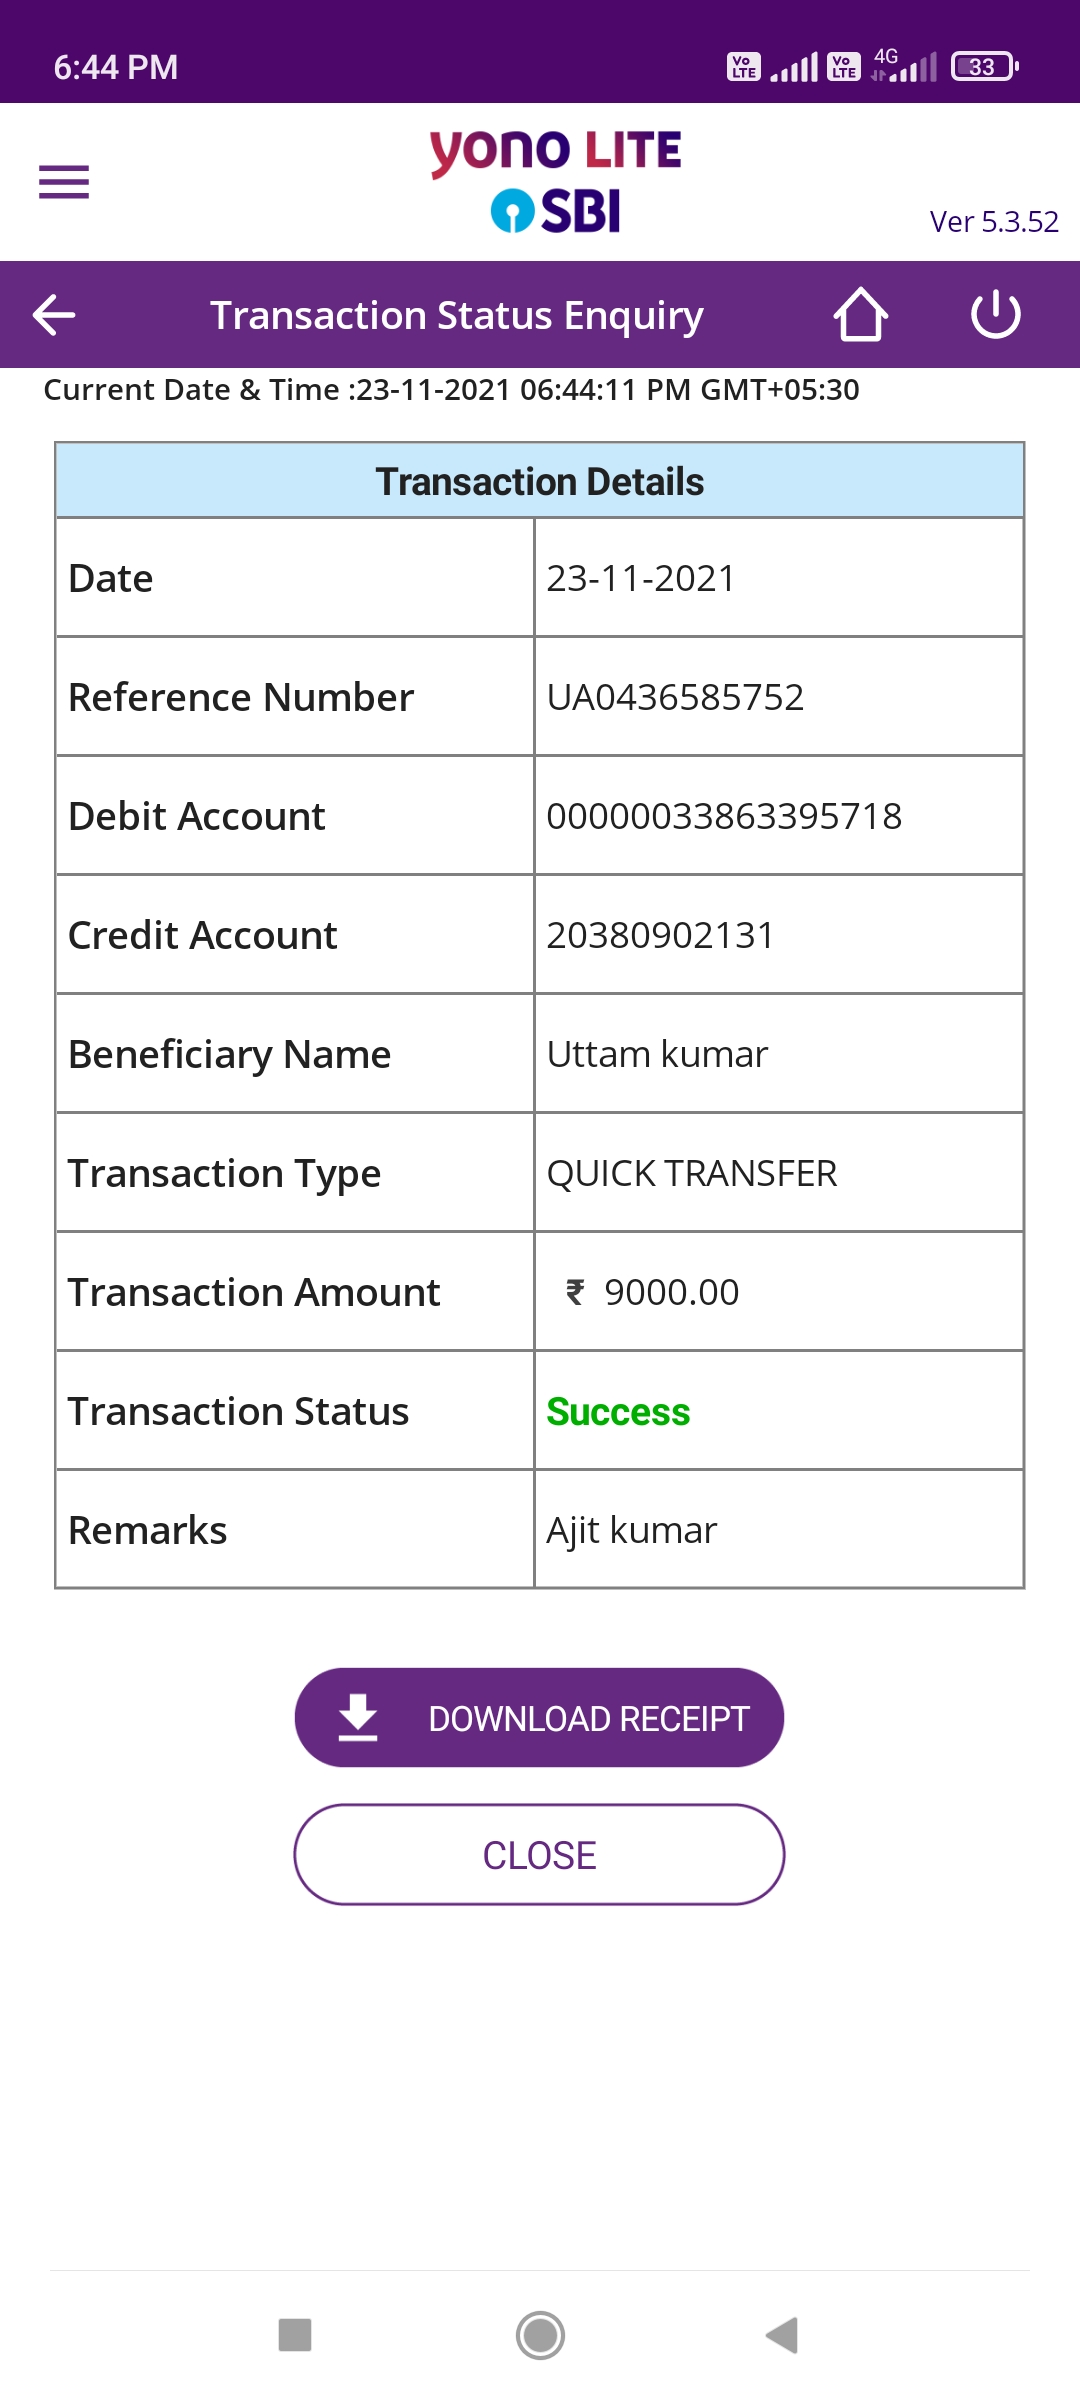 6:44 PM Vo LTE Vo LTE 4G 33
yono LITE
SBI
Ver 5.3.52
Transaction Status Enquiry
Current Date & Time :23-11-2021 06:44:11 PM GMT+05:30
Transaction Details
Date 23-11-2021
Reference Number UA0436585752
Debit Account 00000033863395718
Credit Account 20380902131
Beneficiary Name Uttam kumar
Transaction Type QUICK TRANSFER
Transaction Amount ₹ 9000.00
Transaction Status Success
Remarks Ajit kumar
DOWNLOAD RECEIPT
CLOSE